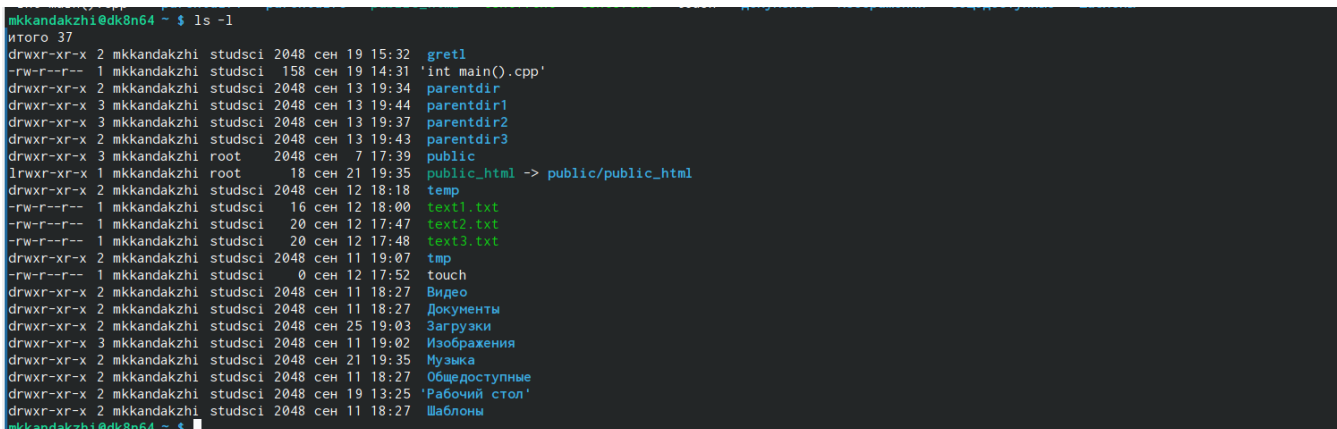 mkkandakzhi@dk8n64 ~ $ ls -l
итого 37
drwxr-xr-x 2 mkkandakzhi studsci 2048 сен 19 15:32  gretl
-rw-r--r-- 1 mkkandakzhi studsci  158 сен 19 14:31 'int main().cpp'
drwxr-xr-x 2 mkkandakzhi studsci 2048 сен 13 19:34  parentdir
drwxr-xr-x 3 mkkandakzhi studsci 2048 сен 13 19:44  parentdir1
drwxr-xr-x 3 mkkandakzhi studsci 2048 сен 13 19:37  parentdir2
drwxr-xr-x 2 mkkandakzhi studsci 2048 сен 13 19:43  parentdir3
drwxr-xr-x 3 mkkandakzhi root    2048 сен  7 17:39  public
lrwxr-xr-x 1 mkkandakzhi root      18 сен 21 19:35  public_html -> public/public_html
drwxr-xr-x 2 mkkandakzhi studsci 2048 сен 12 18:18  temp
-rw-r--r-- 1 mkkandakzhi studsci   16 сен 12 18:00  text1.txt
-rw-r--r-- 1 mkkandakzhi studsci   20 сен 12 17:47  text2.txt
-rw-r--r-- 1 mkkandakzhi studsci   20 сен 12 17:48  text3.txt
drwxr-xr-x 2 mkkandakzhi studsci 2048 сен 11 19:07  tmp
-rw-r--r-- 1 mkkandakzhi studsci    0 сен 12 17:52  touch
drwxr-xr-x 2 mkkandakzhi studsci 2048 сен 11 18:27  Видео
drwxr-xr-x 2 mkkandakzhi studsci 2048 сен 11 18:27  Документы
drwxr-xr-x 2 mkkandakzhi studsci 2048 сен 25 19:03  Загрузки
drwxr-xr-x 3 mkkandakzhi studsci 2048 сен 11 19:02  Изображения
drwxr-xr-x 2 mkkandakzhi studsci 2048 сен 21 19:35  Музыка
drwxr-xr-x 2 mkkandakzhi studsci 2048 сен 11 18:27  Общедоступные
drwxr-xr-x 2 mkkandakzhi studsci 2048 сен 19 13:25 'Рабочий стол'
drwxr-xr-x 2 mkkandakzhi studsci 2048 сен 11 18:27  Шаблоны
mkkandakzhi@dk8n64 ~ $